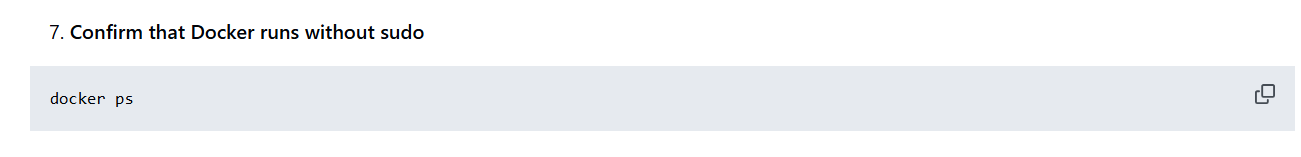 7. Confirm that Docker runs without sudo
docker ps